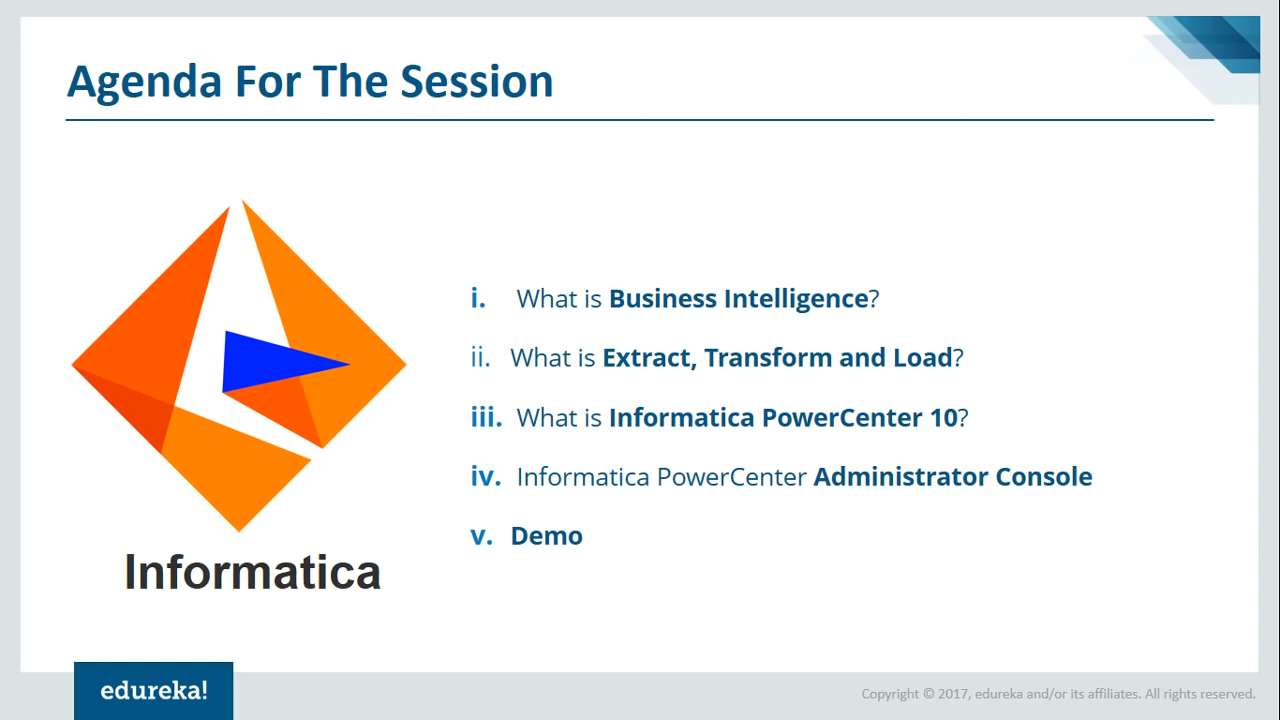 Agenda For The Session
i. What is Business Intelligence?
ii. What is Extract, Transform and Load?
iii. What is Informatica PowerCenter 10?
iv. Informatica PowerCenter Administrator Console
v. Demo
Informatica
edureka!
Copyright © 2017, edureka and/or its affiliates. All rights reserved.